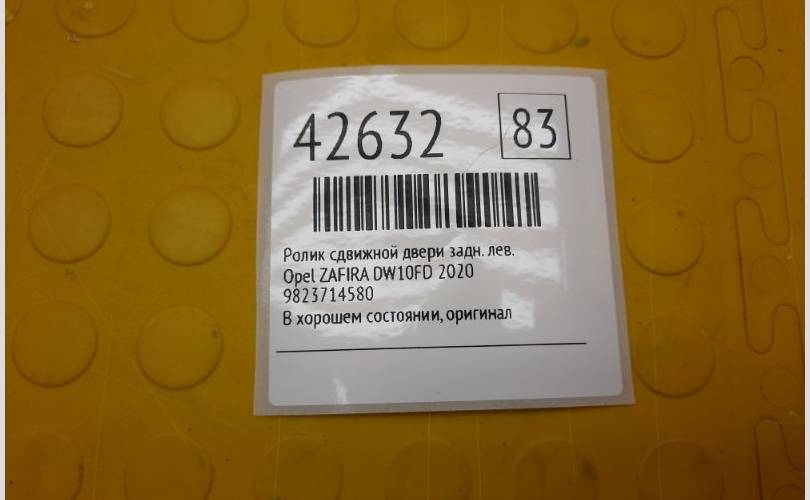 42632 83
Ролик сдвижной двери задн. лев.
Opel ZAFIRA DW10FD 2020
9823714580
В хорошем состоянии, оригинал